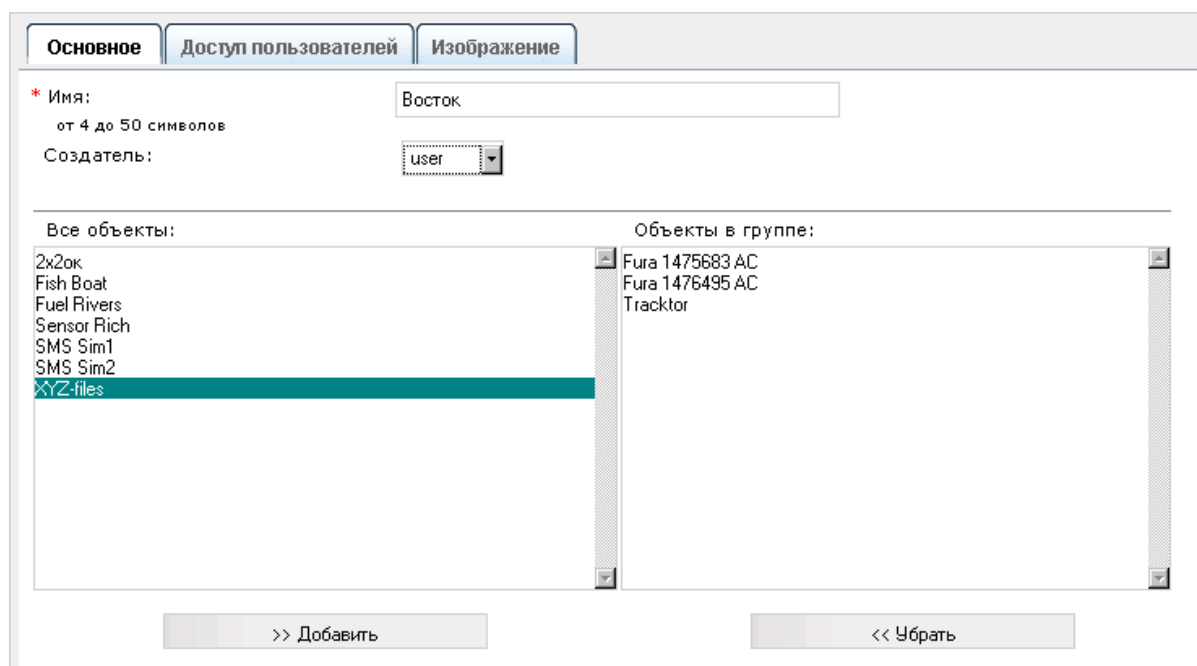 Основное Доступ пользователей Изображение
* Имя: Восток
от 4 до 50 символов
Создатель: user
Все объекты: Объекты в группе:
2x2ок Fura 1475683 AC
Fish Boat Fura 1476495 AC
Fuel Rivers Tracktor
Sensor Rich
SMS Sim1
SMS Sim2
XYZ-files
>> Добавить << Убрать